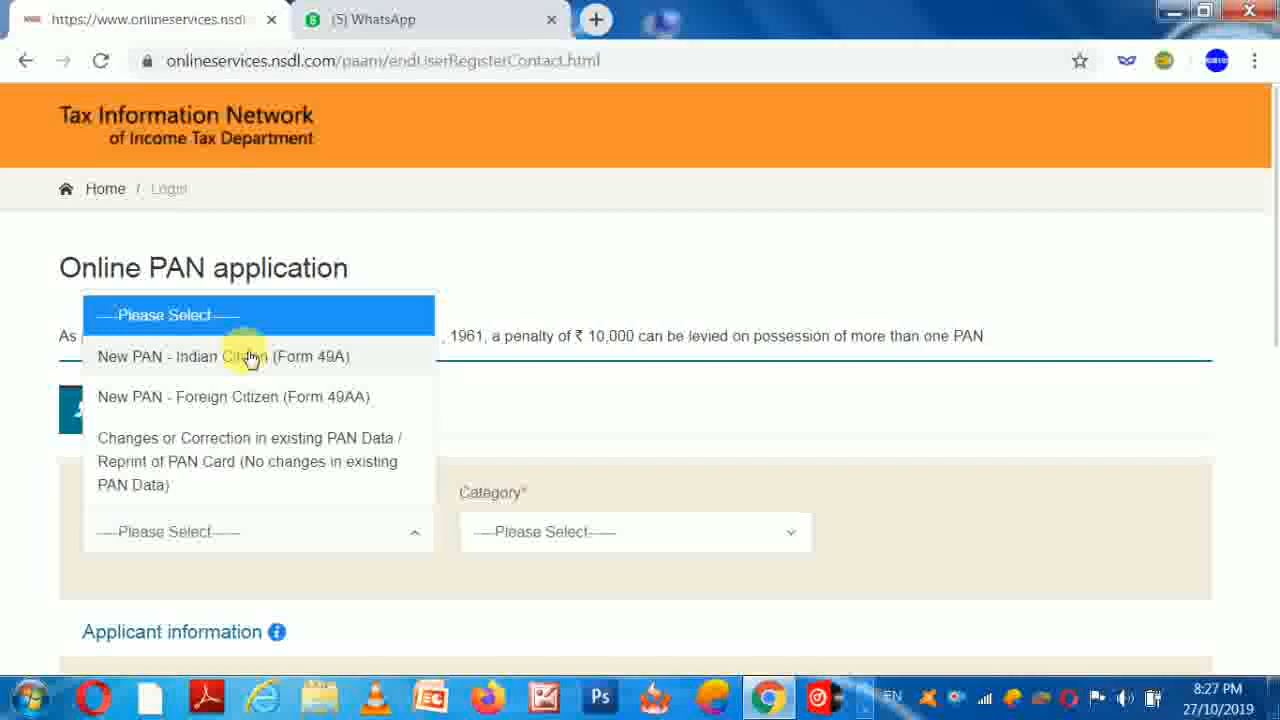 https://www.onlineservices.nsdl
(5) WhatsApp
onlineservices.nsdl.com/paam/endUserRegisterContact.html
Tax Information Network
of Income Tax Department
Home / Login
Online PAN application
-----Please Select------
As , 1961, a penalty of ₹ 10,000 can be levied on possession of more than one PAN
New PAN - Indian Citizen (Form 49A)
New PAN - Foreign Citizen (Form 49AA)
Changes or Correction in existing PAN Data /
Reprint of PAN Card (No changes in existing
PAN Data)
Category*
-----Please Select------
-----Please Select------
Applicant information
EN
8:27 PM
27/10/2019